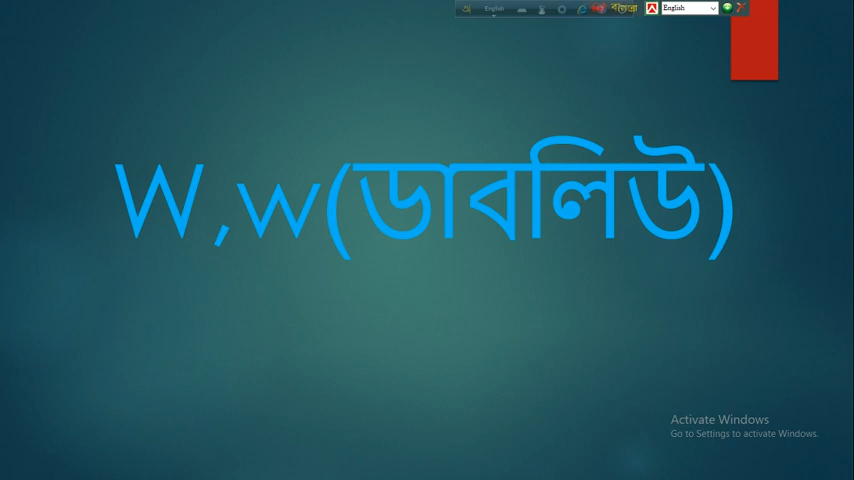 English
English
W,w(ডাবলিউ)
Activate Windows
Go to Settings to activate Windows.